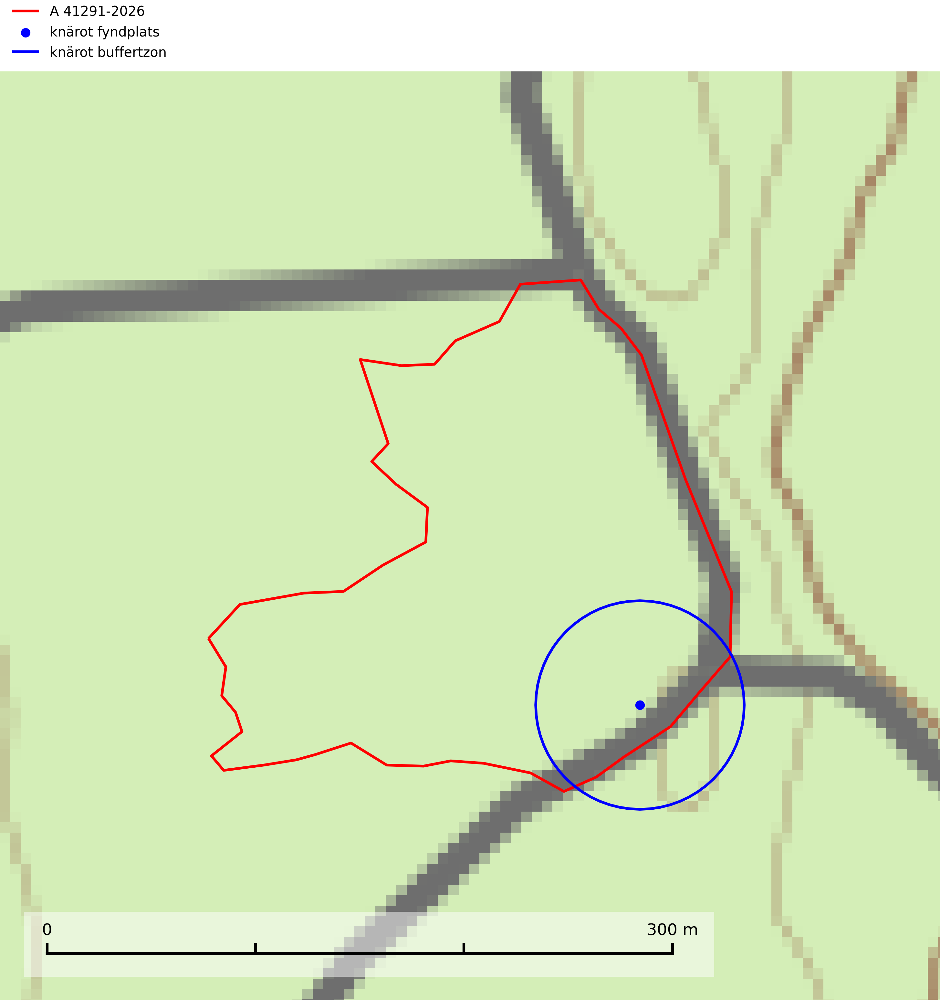 A 41291-2026
knärot fyndplats
knärot buffertzon
0 300 m